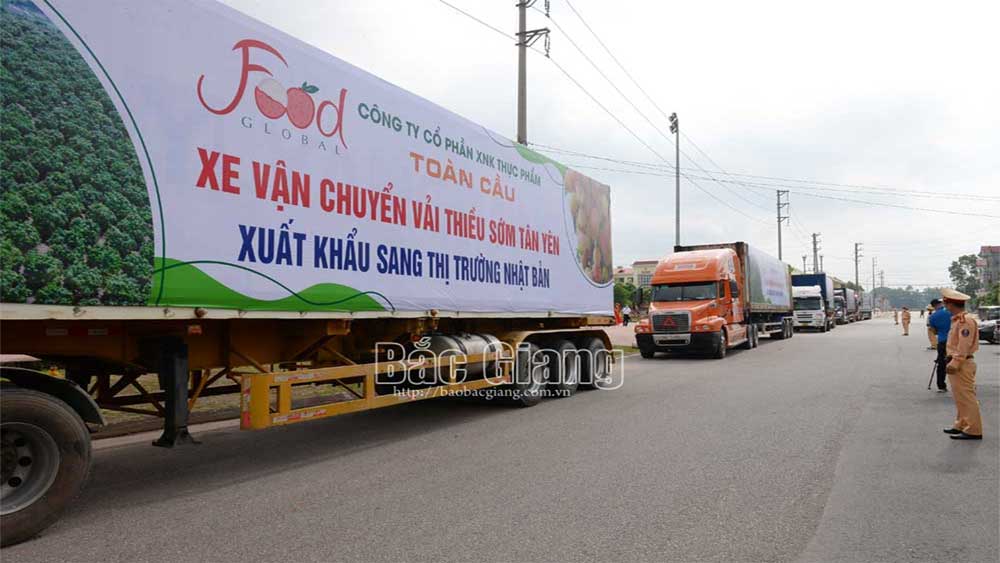 Food
GLOBAL
CÔNG TY CỔ PHẦN XNK THỰC PHẨM
TOÀN CẦU
XE VẬN CHUYỂN VẢI THIỀU SỚM TÂN YÊN
XUẤT KHẨU SANG THỊ TRƯỜNG NHẬT BẢN
Bắc Giang
http://baobacgiang.com.vn/